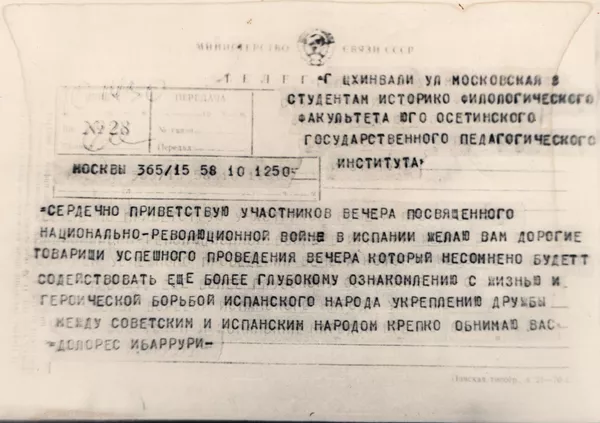 МИНИСТЕРСТВО СВЯЗИ СССР
ТЕЛЕГ
=Г ЦХИНВАЛИ УЛ МОСКОВСКАЯ 8
СТУДЕНТАМ ИСТОРИКО ФИЛОЛОГИЧЕСКОГО
ПЕРЕДАЧА
ФАКУЛЬТЕТА ЮГО ОСЕТИНСКОГО
№28
ГОСУДАРСТВЕННОГО ПЕДАГОГИЧЕСКОГО
ИНСТИТУТА=
МОСКВЫ 365/15 58 10 1250=
=СЕРДЕЧНО ПРИВЕТСТВУЮ УЧАСТНИКОВ ВЕЧЕРА ПОСВЯЩЕННОГО
НАЦИОНАЛЬНО-РЕВОЛЮЦИОННОЙ ВОЙНЕ В ИСПАНИИ ЖЕЛАЮ ВАМ ДОРОГИЕ
ТОВАРИЩИ УСПЕШНОГО ПРОВЕДЕНИЯ ВЕЧЕРА КОТОРЫЙ НЕСОМНЕНО БУДЕТТ
СОДЕЙСТВОВАТЬ ЕЩЕ БОЛЕЕ ГЛУБОКОМУ ОЗНАКОМЛЕНИЮ С ЖИЗНЬЮ И
ГЕРОИЧЕСКОЙ БОРЬБОЙ ИСПАНСКОГО НАРОДА УКРЕПЛЕНИЮ ДРУЖБЫ
МЕЖДУ СОВЕТСКИМ И ИСПАНСКИМ НАРОДОМ КРЕПКО ОБНИМАЮ ВАС
=ДОЛОРЕС ИБАРРУРИ-